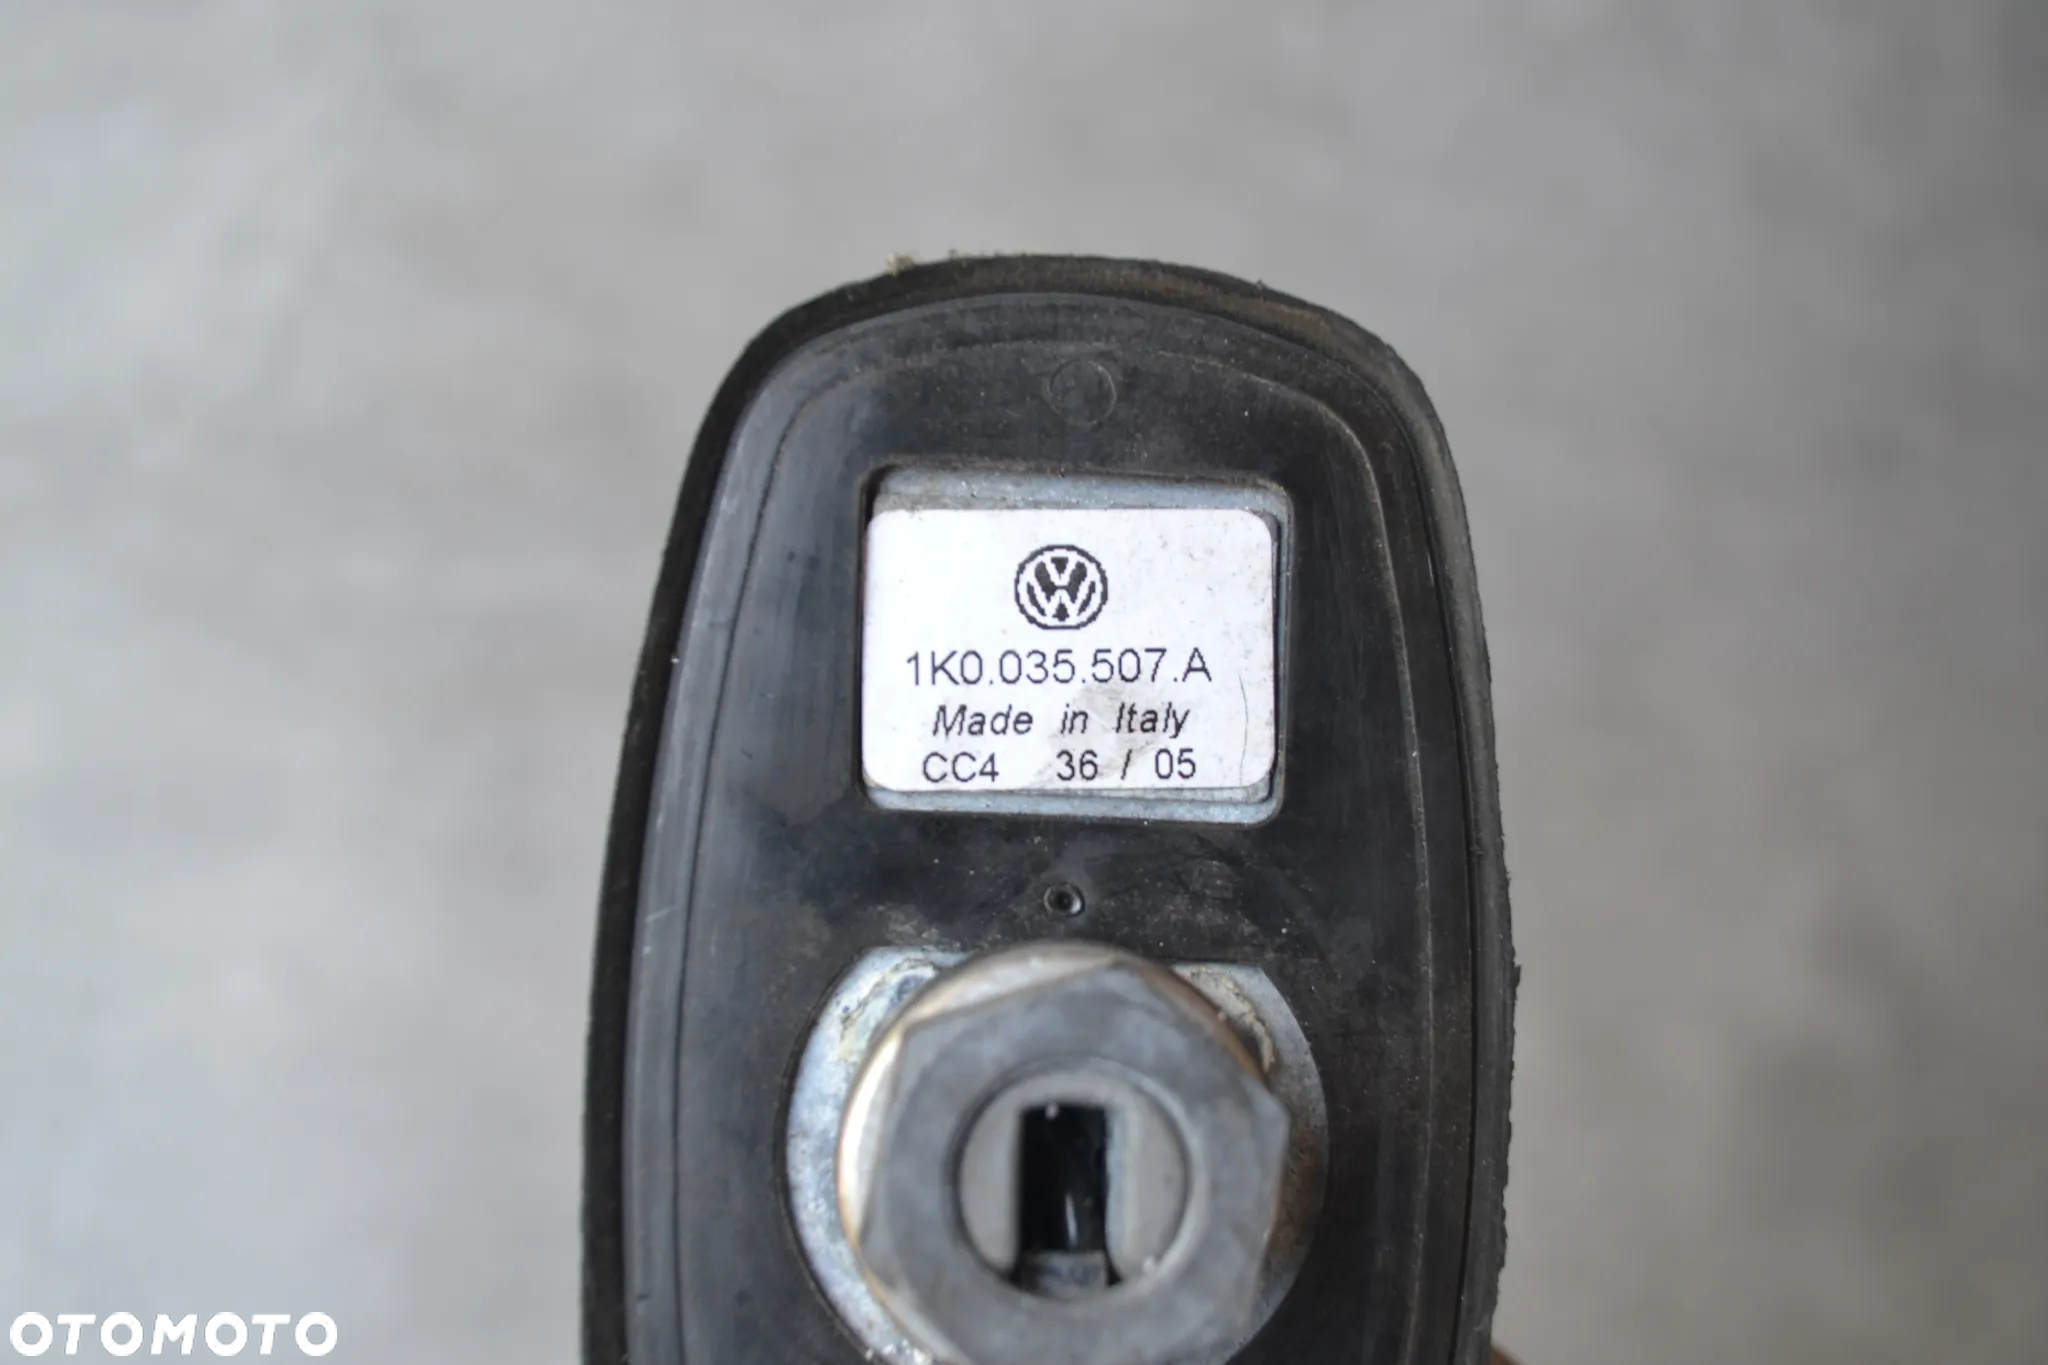 1K0.035.507.A
Made in Italy
CC4 36 / 05
OTOMOTO